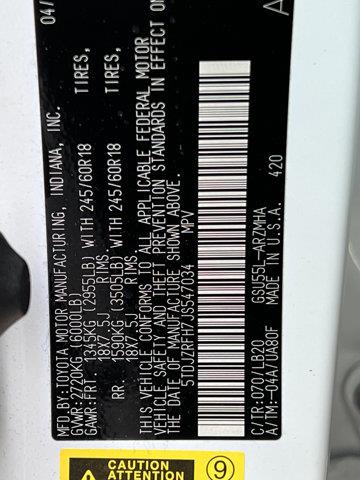 MFD.BY: TOYOTA MOTOR MANUFACTURING, INDIANA, INC. 04/
GVWR: 2720KG (6000LB)
GAWR: FRT. 1345KG (2955LB) WITH 245/60R18 TIRES,
18X7.5J RIMS
RR. 1590KG (3505LB) WITH 245/60R18 TIRES,
18X7.5J RIMS
THIS VEHICLE CONFORMS TO ALL APPLICABLE FEDERAL MOTOR
VEHICLE SAFETY AND THEFT PREVENTION STANDARDS IN EFFECT ON
THE DATE OF MANUFACTURE SHOWN ABOVE.
5TDJZRFH7JS547034 MPV A
C/TR: 070/LB20 GSU55L-ARZMHA 420
A/TM: -04A/UA80F MADE IN U.S.A.
CAUTION
ATTENTION
9